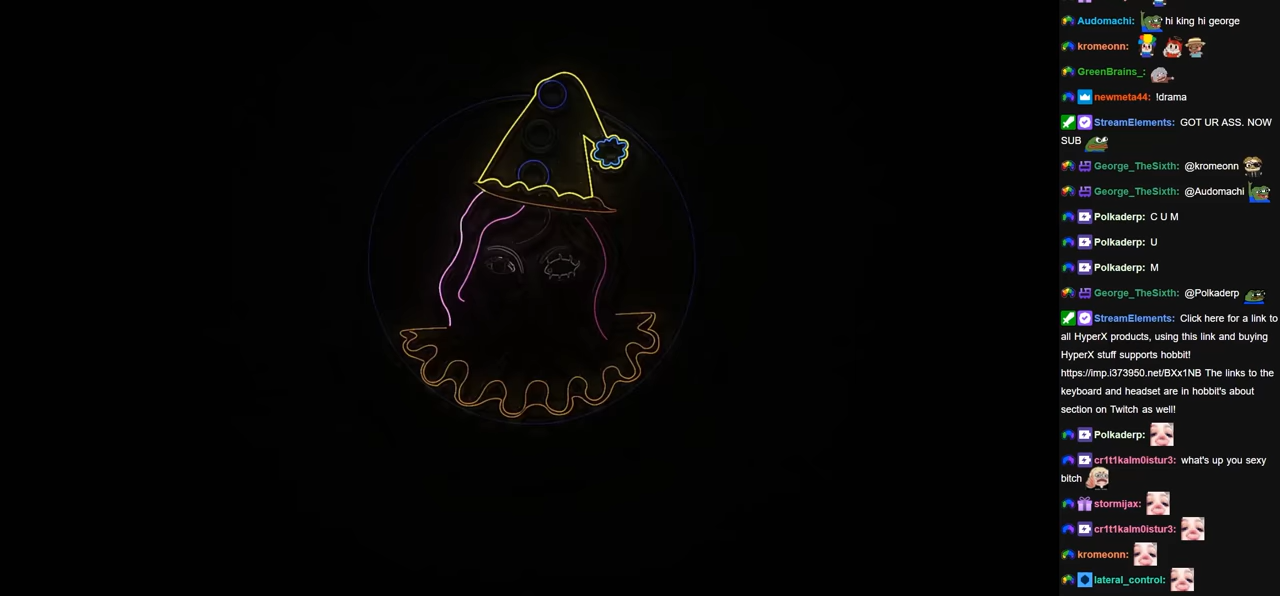 Audomachi: hi king hi george
kromeonn:
GreenBrains_:
newmeta44: !drama
StreamElements: GOT UR ASS. NOW
SUB
George_TheSixth: @kromeonn
George_TheSixth: @Audomachi
Polkaderp: C U M
Polkaderp: U
Polkaderp: M
George_TheSixth: @Polkaderp
StreamElements: Click here for a link to
all HyperX products, using this link and buying
HyperX stuff supports hobbit!
https://imp.i373950.net/BXx1NB The links to the
keyboard and headset are in hobbit's about
section on Twitch as well!
Polkaderp:
cr1t1kalm0istur3: what's up you sexy
bitch
stormijax:
cr1t1kalm0istur3:
kromeonn:
lateral_control: